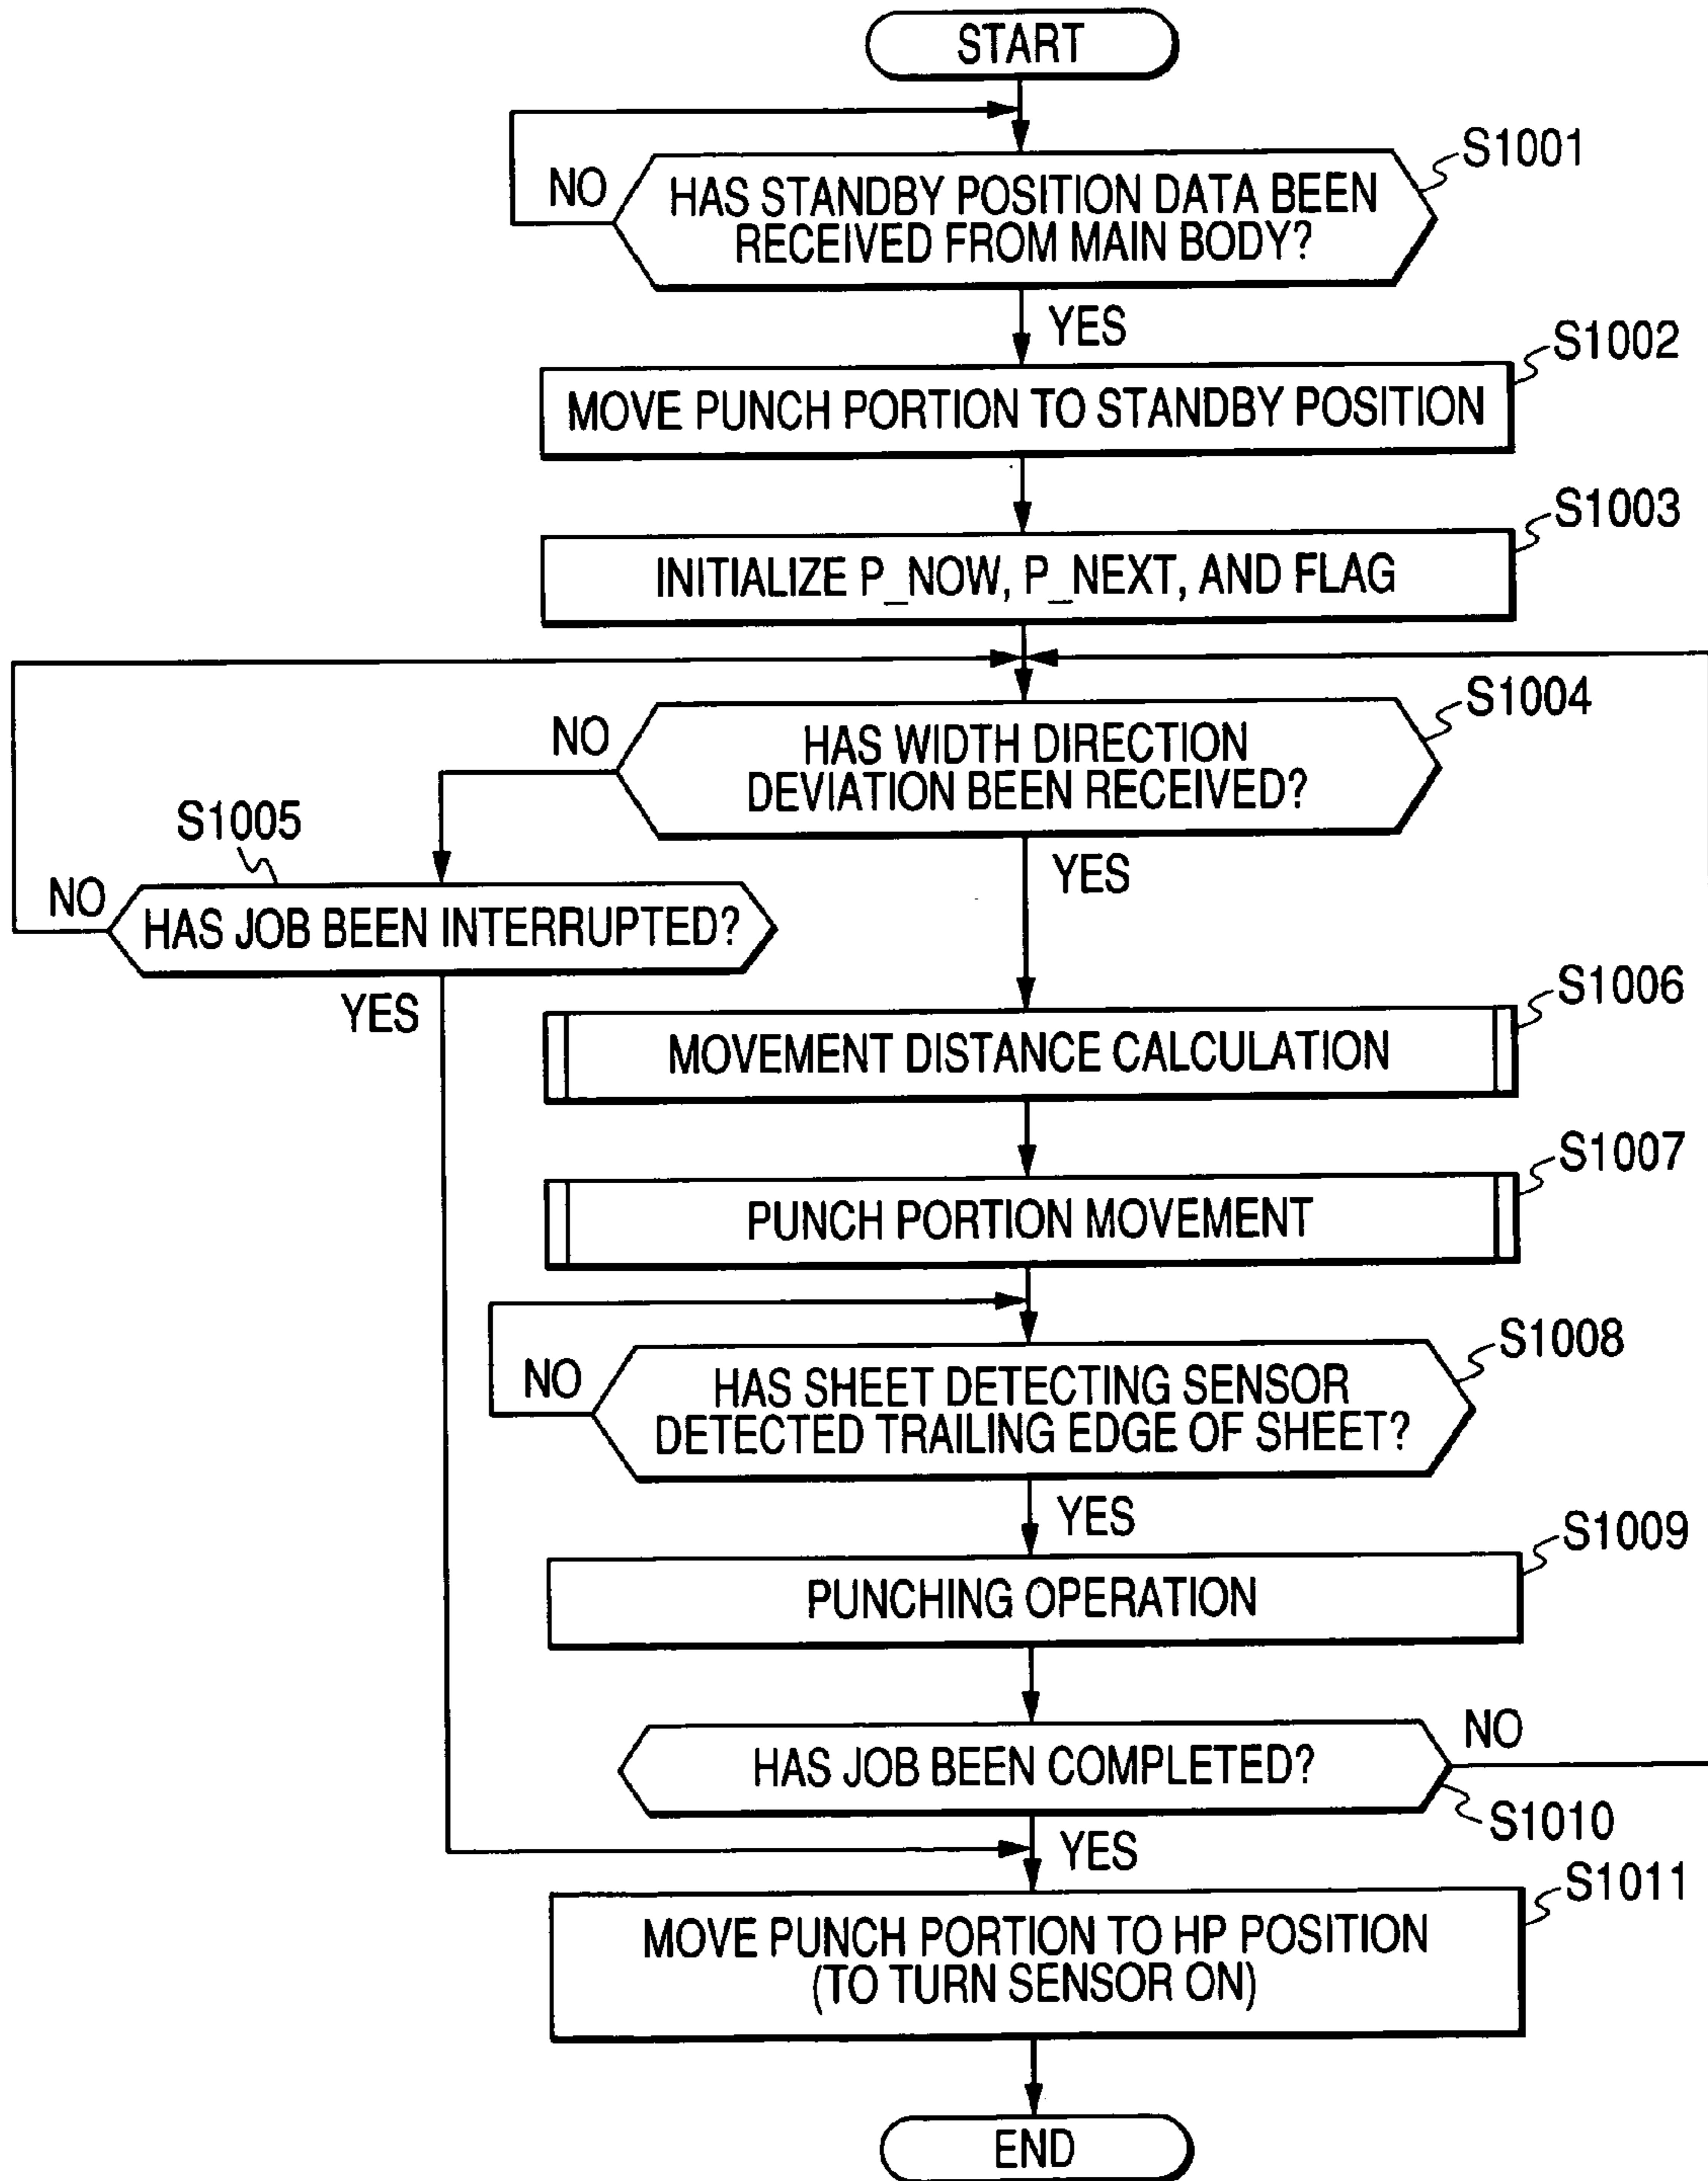 START
S1001
NO
HAS STANDBY POSITION DATA BEEN
RECEIVED FROM MAIN BODY?
YES
S1002
MOVE PUNCH PORTION TO STANDBY POSITION
S1003
INITIALIZE P_NOW, P_NEXT, AND FLAG
S1004
NO
HAS WIDTH DIRECTION
DEVIATION BEEN RECEIVED?
S1005
YES
NO
HAS JOB BEEN INTERRUPTED?
YES
S1006
MOVEMENT DISTANCE CALCULATION
S1007
PUNCH PORTION MOVEMENT
S1008
NO
HAS SHEET DETECTING SENSOR
DETECTED TRAILING EDGE OF SHEET?
YES
S1009
PUNCHING OPERATION
NO
HAS JOB BEEN COMPLETED?
S1010
YES
S1011
MOVE PUNCH PORTION TO HP POSITION
(TO TURN SENSOR ON)
END